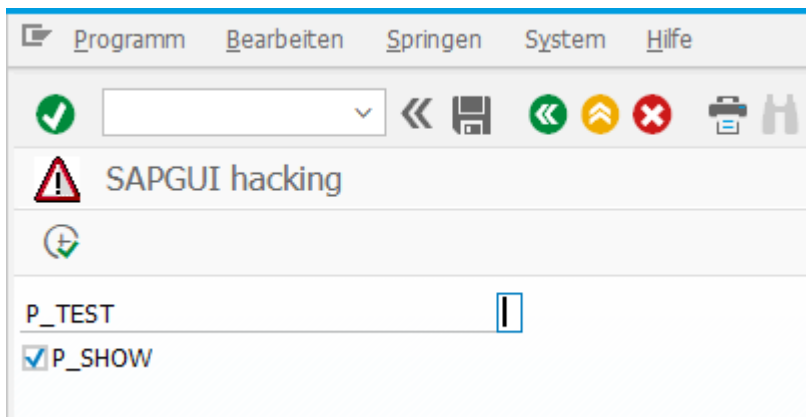 Programm Bearbeiten Springen System Hilfe
SAPGUI hacking
P_TEST
P_SHOW